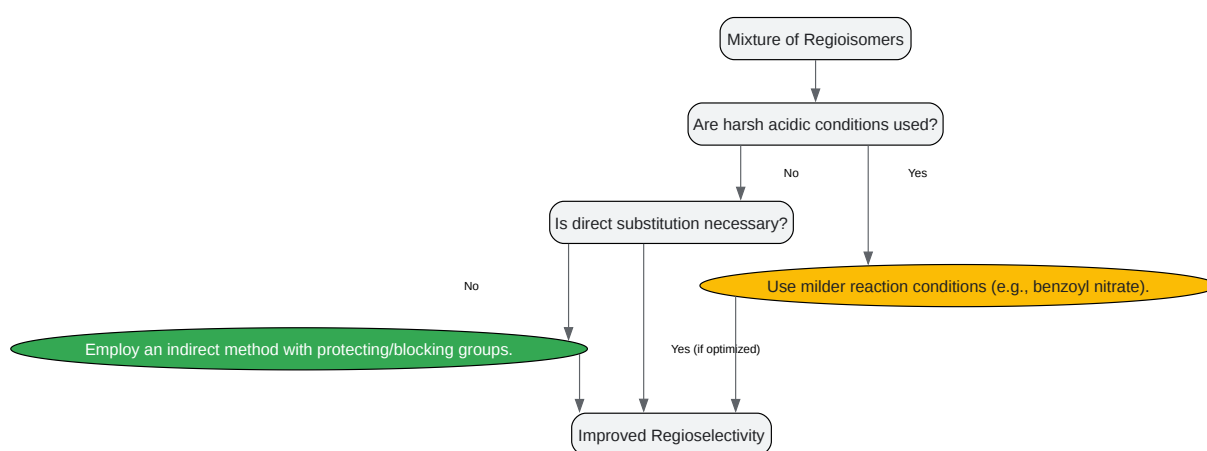 Mixture of Regioisomers
Are harsh acidic conditions used?
No
Yes
Is direct substitution necessary?
No
Use milder reaction conditions (e.g., benzoyl nitrate).
Employ an indirect method with protecting/blocking groups.
Yes (if optimized)
Improved Regioselectivity